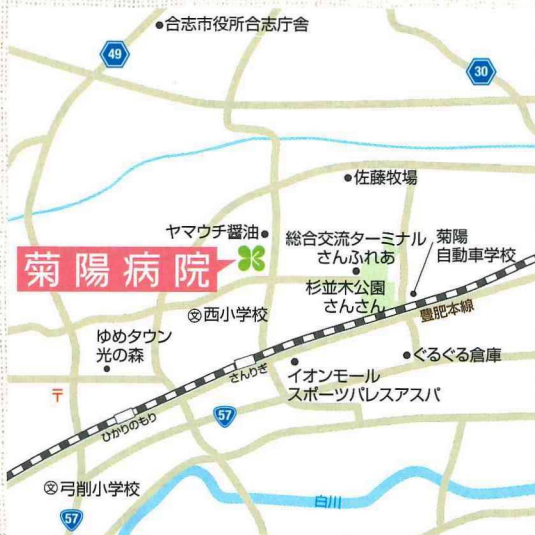 合志市役所合志庁舎
49
30
佐藤牧場
ヤマウチ醤油
総合交流ターミナル
さんふれあ
菊陽
自動車学校
菊陽病院
杉並木公園
さんさん
豊肥本線
文西小学校
ゆめタウン
光の森
さんりぎ
イオンモール
スポーツパレスアスパ
ぐるぐる倉庫
〒
ひかりのもり
57
文弓削小学校
白川
57